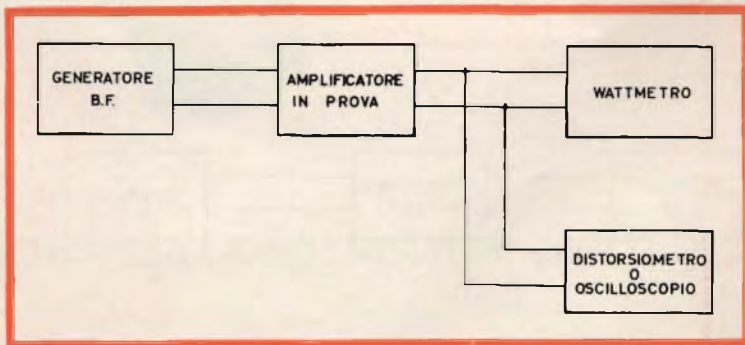 GENERATORE
B.F.
AMPLIFICATORE
IN PROVA
WATTMETRO
DISTORSIOMETRO
O
OSCILLOSCOPIO